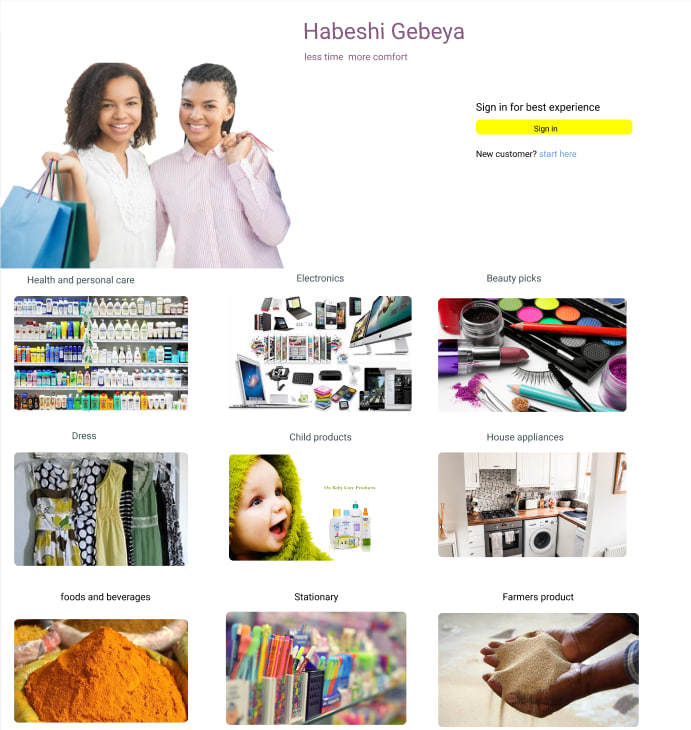 Habeshi Gebeya
less time more comfort
Sign in for best experience
Sign in
New customer? start here
Health and personal care
Electronics
Beauty picks
Dress
Child products
House appliances
On Baby Care Products
foods and beverages
Stationary
Farmers product